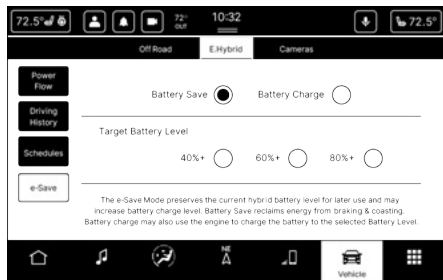 72.5° 72° OUT 10:32 72.5°
Off Road E.Hybrid Cameras
Power
Flow
Driving
History
Schedules
e-Save
Battery Save Battery Charge
Target Battery Level
40%+ 60%+ 80%+
The e-Save Mode preserves the current hybrid battery level for later use and may
increase battery charge level. Battery Save reclaims energy from braking & coasting.
Battery charge may also use the engine to charge the battery to the selected Battery Level.
NE
Vehicle